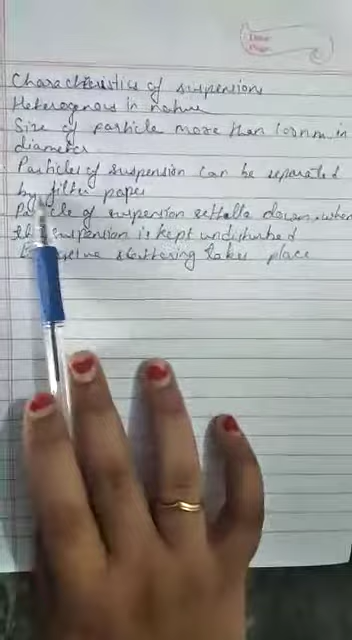 Characteristics of suspension
Heterogenous in nature
Size of particle more than 100nm in
diameter
Particles of suspension can be separated
by filter paper
of suspension settle down when
the suspension is kept undisturbed
scattering takes place